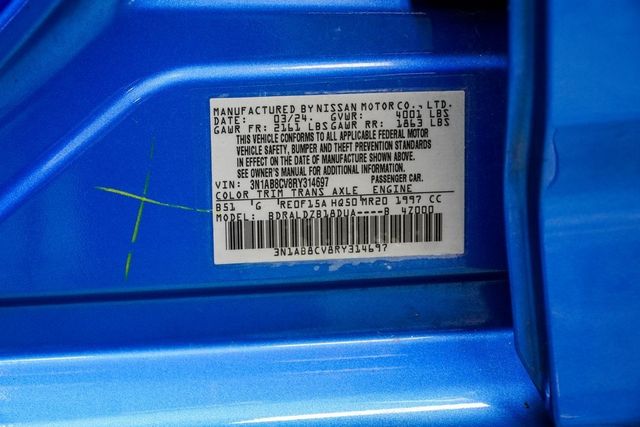 MANUFACTURED BY NISSAN MOTOR CO., LTD.
DATE: 03/24. GVWR: 4001 LBS
GAWR FR: 2161 LBS GAWR RR: 1863 LBS
THIS VEHICLE CONFORMS TO ALL APPLICABLE FEDERAL MOTOR
VEHICLE SAFETY, BUMPER AND THEFT PREVENTION STANDARDS
IN EFFECT ON THE DATE OF MANUFACTURE SHOWN ABOVE.
SEE OWNER'S MANUAL FOR ADDITIONAL INFORMATION
VIN: 3N1AB8CV8RY314697 PASSENGER CAR.
COLOR TRIM TRANS AXLE ENGINE
B51 G RE0F15A HQ50 MR20 1997 CC
MODEL: BDRALDZB18DUA----B 47000
3N1AB8CV8RY314697